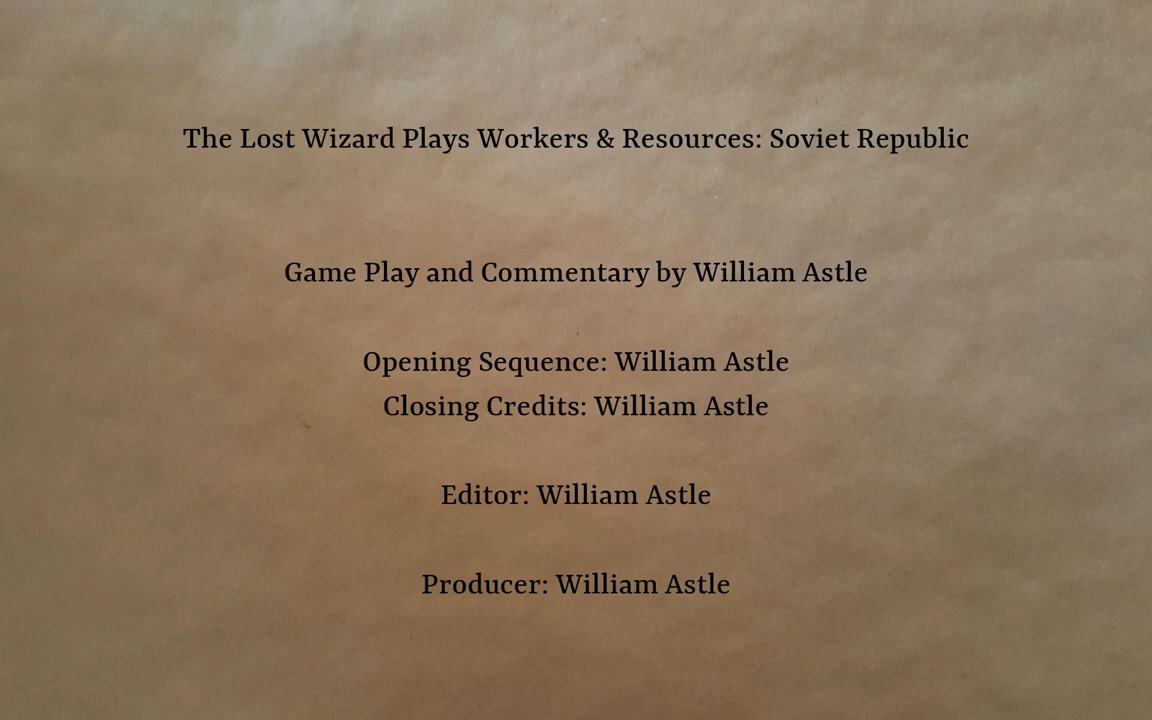 The Lost Wizard Plays Workers & Resources: Soviet Republic
Game Play and Commentary by William Astle
Opening Sequence: William Astle
Closing Credits: William Astle
Editor: William Astle
Producer: William Astle